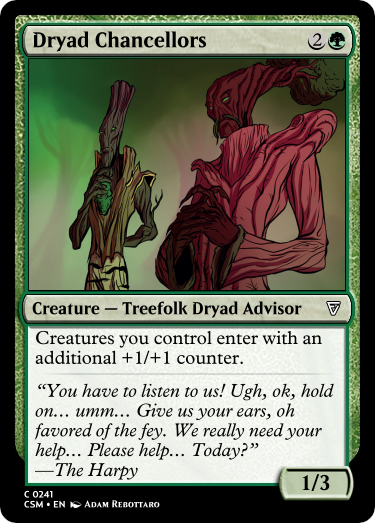 Dryad Chancellors 2
Creature — Treefolk Dryad Advisor
Creatures you control enter with an
additional +1/+1 counter.
“You have to listen to us! Ugh, ok, hold
on… umm… Give us your ears, oh
favored of the fey. We really need your
help… Please help… Today?”
—The Harpy
1/3
C 0241
CSM • EN Adam Rebottaro